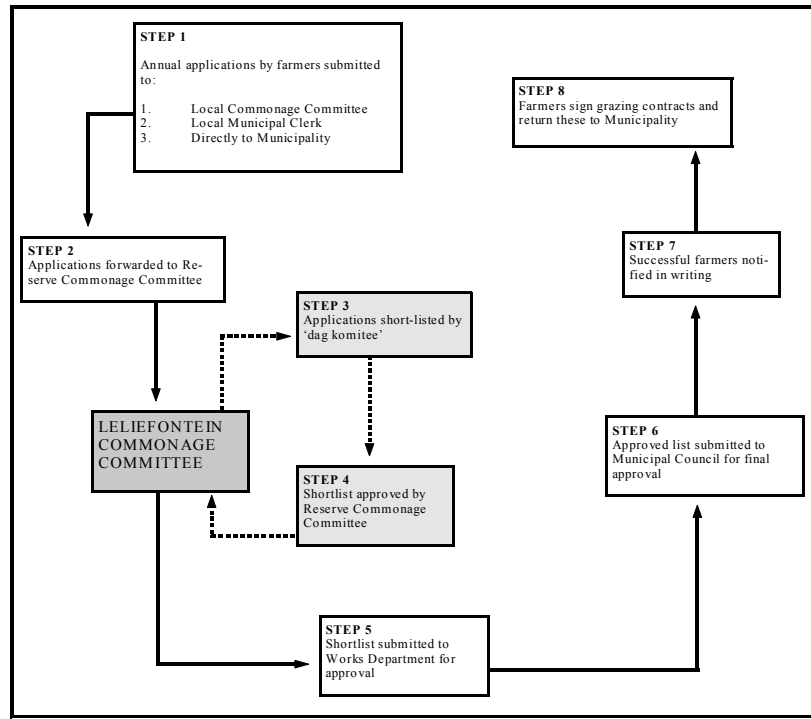 STEP 1
Annual applications by farmers submitted
to:
1. Local Commonage Committee
2. Local Municipal Clerk
3. Directly to Municipality
STEP 2
Applications forwarded to Re-
serve Commonage Committee
STEP 3
Applications short-listed by
‘dag komitee’
LELIEFONTEIN
COMMONAGE
COMMITTEE
STEP 4
Shortlist approved by
Reserve Commonage
Committee
STEP 5
Shortlist submitted to
Works Department for
approval
STEP 6
Approved list submitted to
Municipal Council for final
approval
STEP 7
Successful farmers noti-
fied in writing
STEP 8
Farmers sign grazing contracts and
return these to Municipality